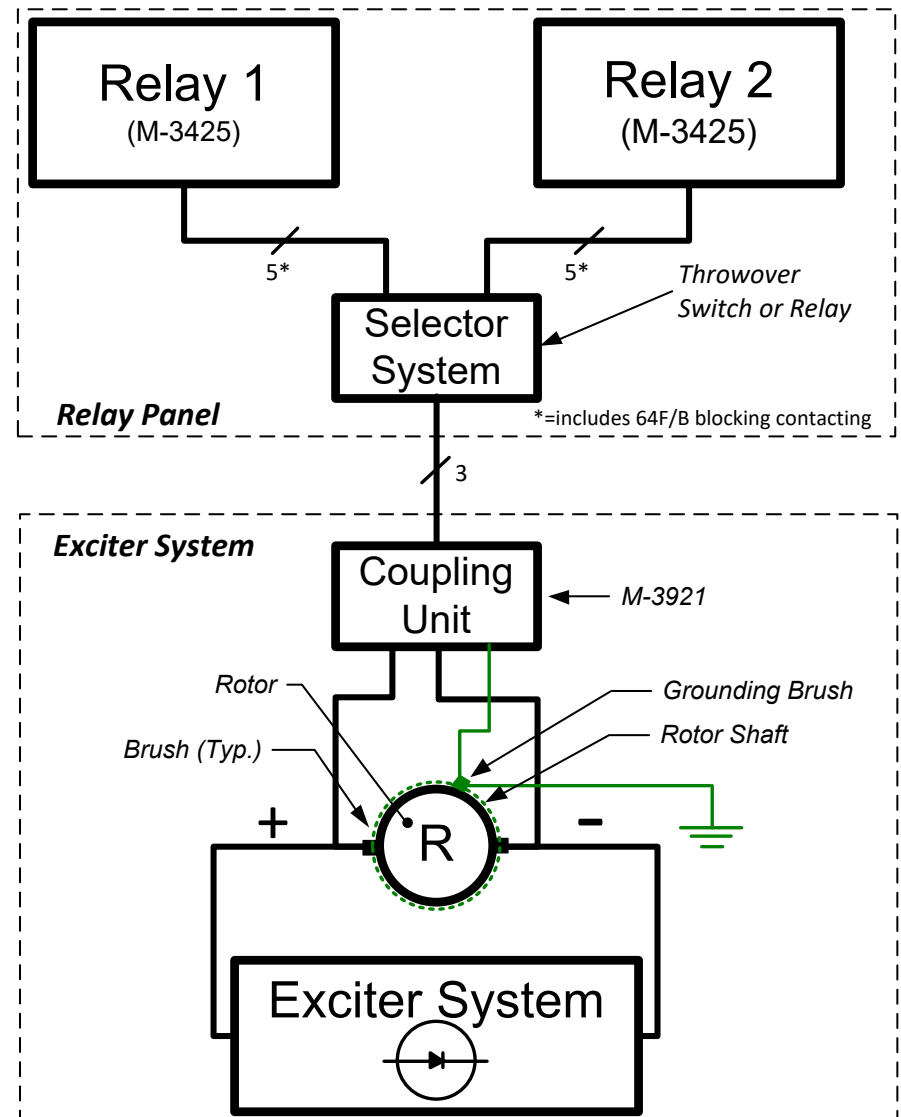 Relay 1
(M-3425)
Relay 2
(M-3425)
5*
5*
Throwover
Switch or Relay
Selector
System
Relay Panel
*=includes 64F/B blocking contacting
3
Exciter System
Coupling
Unit
M-3921
Rotor
Grounding Brush
Brush (Typ.)
Rotor Shaft
+
-
R
Exciter System